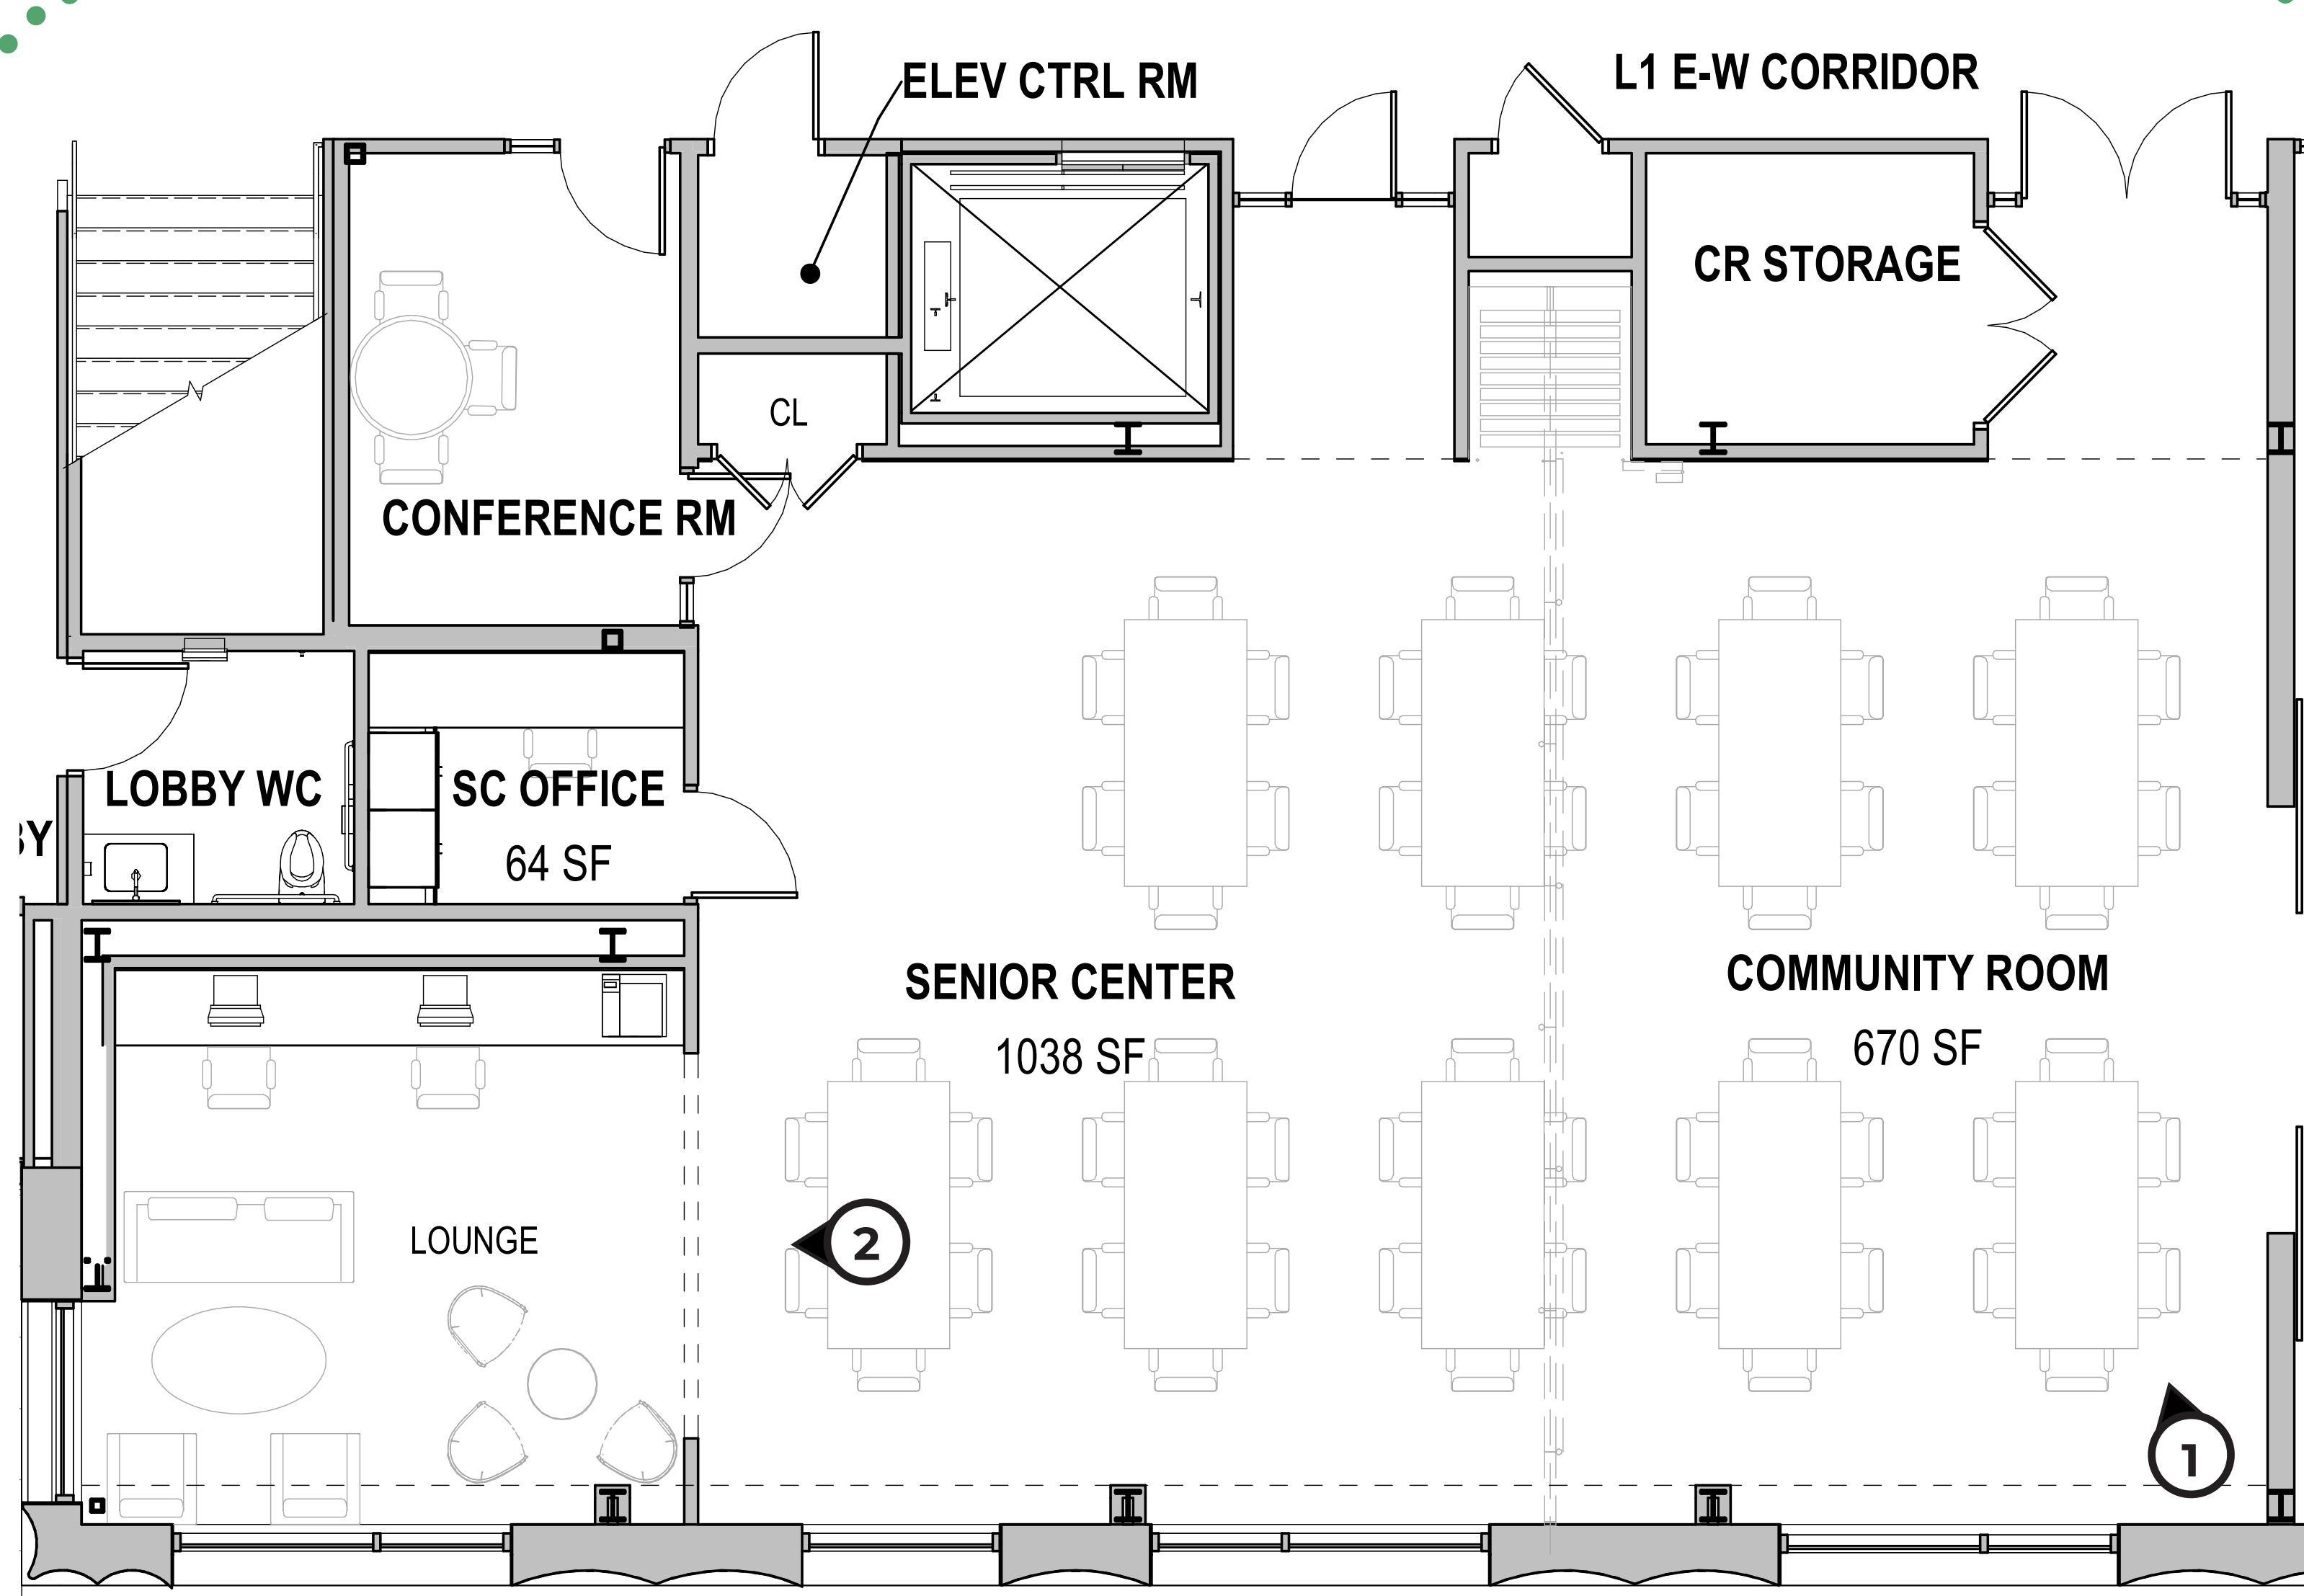 ELEV CTRL RM
L1 E-W CORRIDOR
CR STORAGE
CL
CONFERENCE RM
LOBBY WC
SC OFFICE
64 SF
BY
SENIOR CENTER
1038 SF
COMMUNITY ROOM
670 SF
LOUNGE
2
1